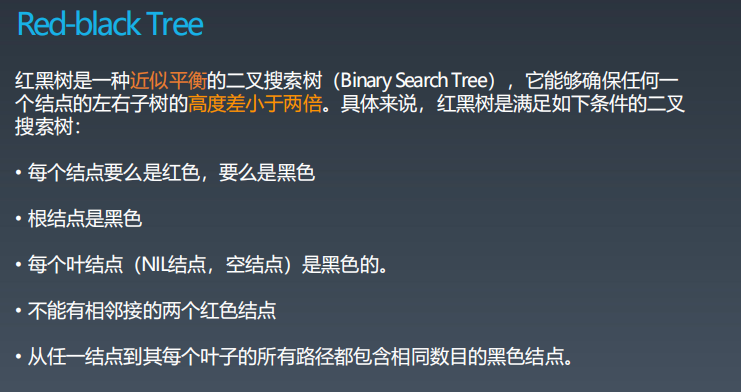 Red-black Tree
红黑树是一种近似平衡的二叉搜索树（Binary Search Tree），它能够确保任何一
个结点的左右子树的高度差小于两倍。具体来说，红黑树是满足如下条件的二叉
搜索树：
• 每个结点要么是红色，要么是黑色
• 根结点是黑色
• 每个叶结点（NIL结点，空结点）是黑色的。
• 不能有相邻接的两个红色结点
• 从任一结点到其每个叶子的所有路径都包含相同数目的黑色结点。